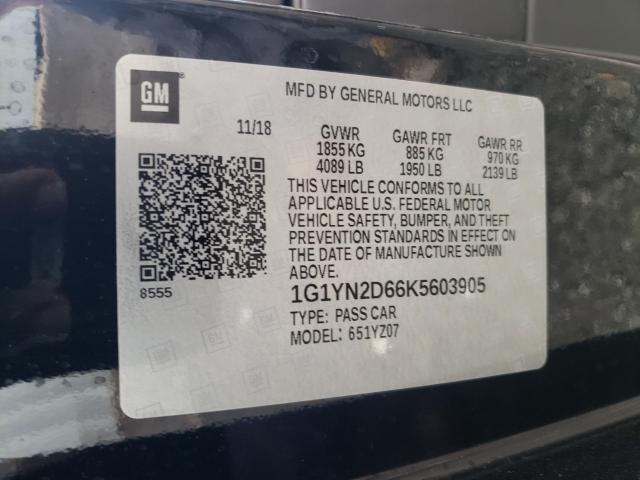 GM
MFD BY GENERAL MOTORS LLC
11/18 GVWR GAWR FRT GAWR RR
1855 KG 885 KG 970 KG
4089 LB 1950 LB 2139 LB
THIS VEHICLE CONFORMS TO ALL
APPLICABLE U.S. FEDERAL MOTOR
VEHICLE SAFETY, BUMPER, AND THEFT
PREVENTION STANDARDS IN EFFECT ON
THE DATE OF MANUFACTURE SHOWN
ABOVE.
8555
1G1YN2D66K5603905
TYPE: PASS CAR
MODEL: 651YZ07